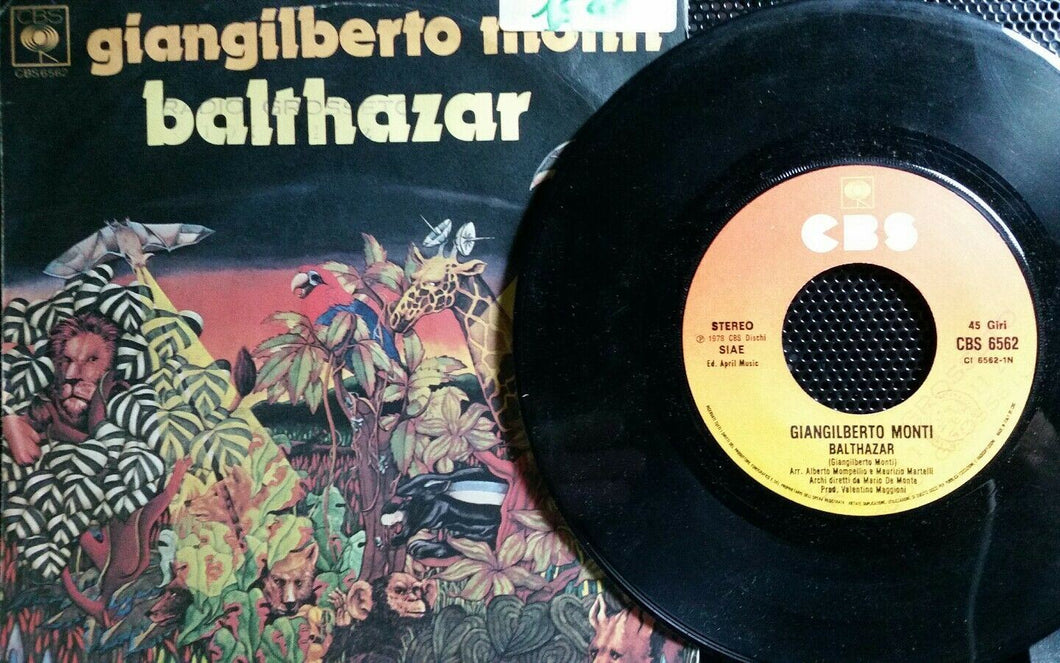 CBS
CBS 6562
giangilberto monti
RADIO GROSSETO
balthazar
CBS
STEREO
℗ 1978 CBS Dischi
SIAE
Ed. April Music
45 Giri
CBS 6562
CI 6562-1N
GIANGILBERTO MONTI
BALTHAZAR
(Giangilberto Monti)
Arr. Alberto Mompellio e Maurizio Martelli
Archi diretti da Mario De Monte
Prod. Valentino Maggioni